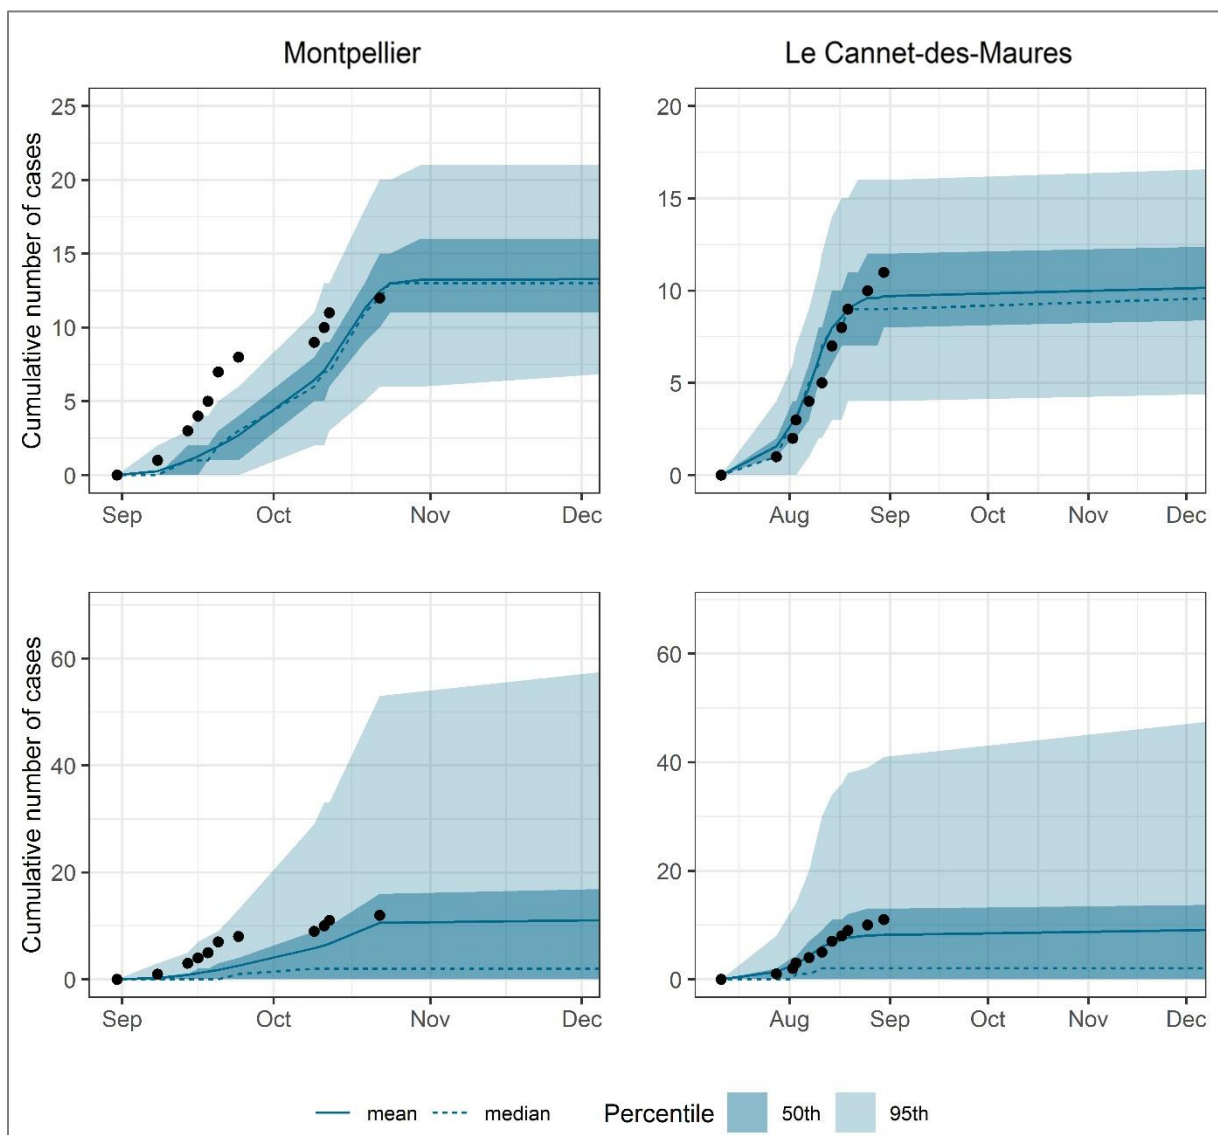 Montpellier
Le Cannet-des-Maures
Cumulative number of cases
25
20
15
10
5
0
Sep Oct Nov Dec
20
15
10
5
0
Aug Sep Oct Nov Dec
Cumulative number of cases
60
40
20
0
Sep Oct Nov Dec
60
40
20
0
Aug Sep Oct Nov Dec
mean median Percentile 50th 95th